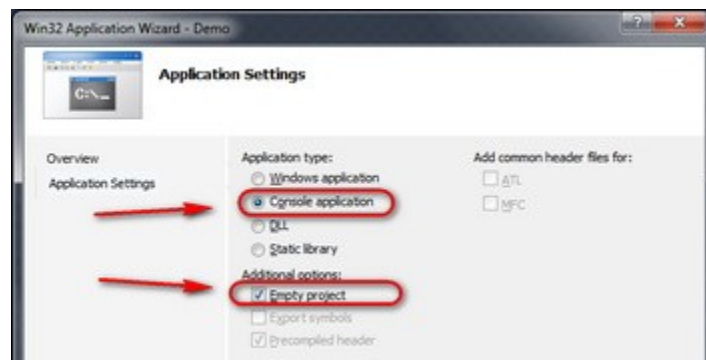 Win32 Application Wizard - Demo
C:\_
Application Settings
Overview
Application Settings
Application type:
Windows application
Console application
DLL
Static library
Additional options:
Empty project
Export symbols
Precompiled header
Add common header files for:
ATL
MFC